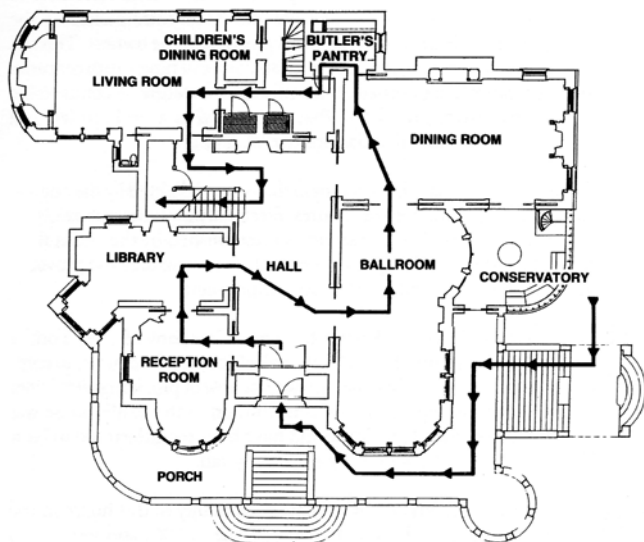 CHILDREN'S
DINING ROOM
BUTLER'S
PANTRY
LIVING ROOM
DINING ROOM
LIBRARY
HALL
BALLROOM
CONSERVATORY
RECEPTION
ROOM
PORCH